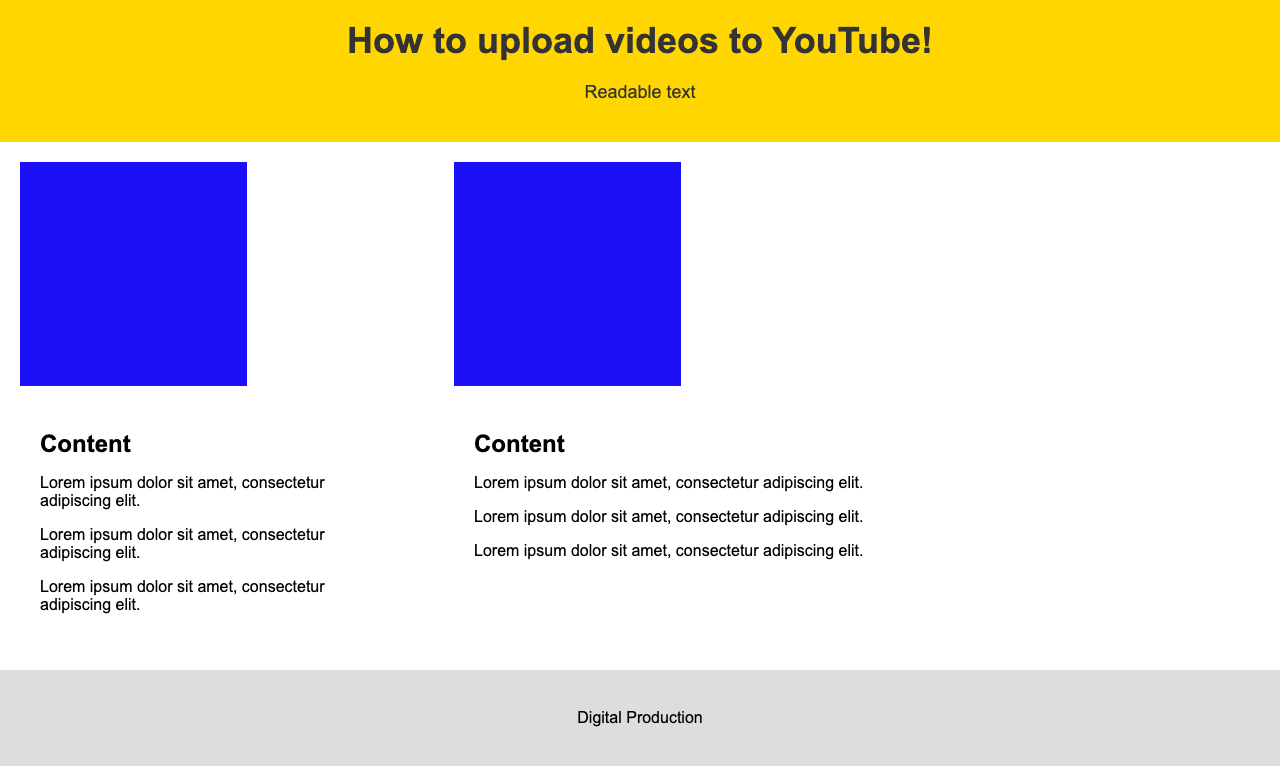 How to upload videos to YouTube!
Readable text
Content
Lorem ipsum dolor sit amet, consectetur
adipiscing elit.
Lorem ipsum dolor sit amet, consectetur
adipiscing elit.
Lorem ipsum dolor sit amet, consectetur
adipiscing elit.
Content
Lorem ipsum dolor sit amet, consectetur adipiscing elit.
Lorem ipsum dolor sit amet, consectetur adipiscing elit.
Lorem ipsum dolor sit amet, consectetur adipiscing elit.
Digital Production